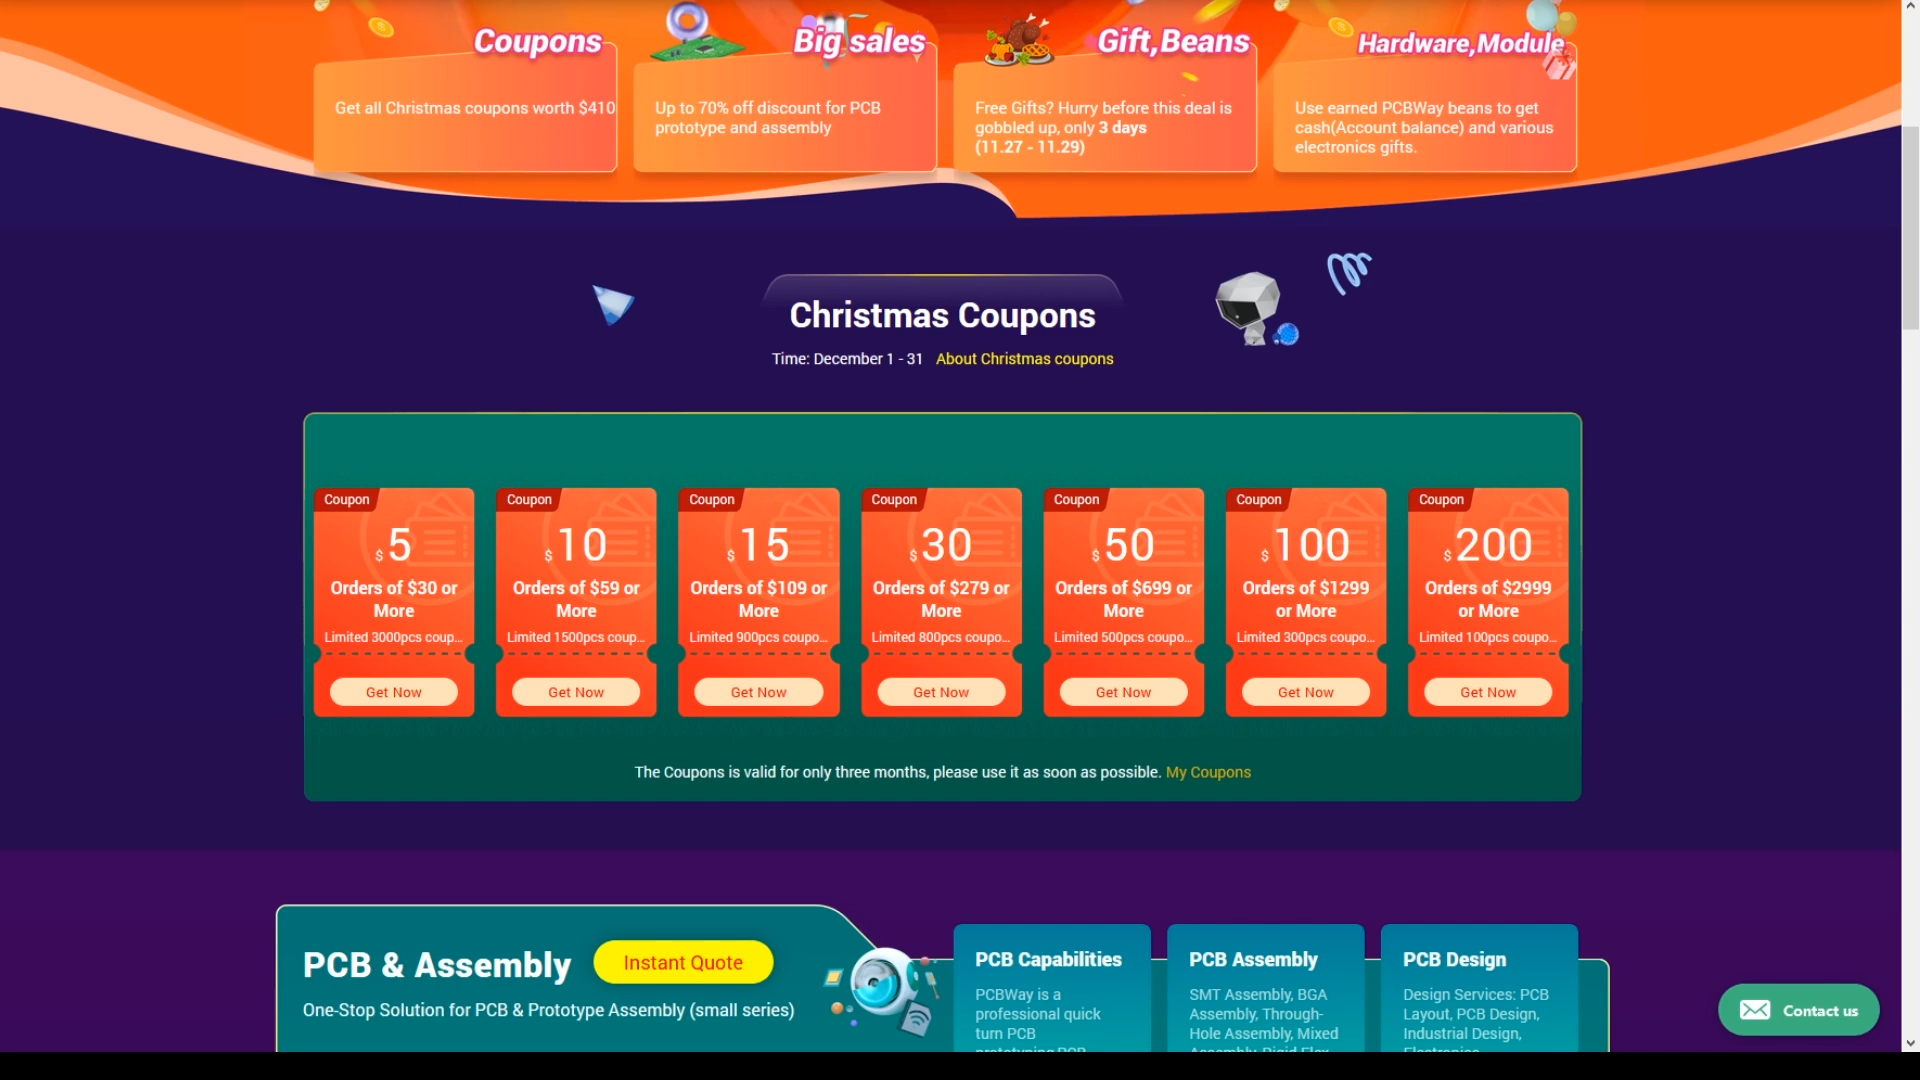 Coupons
Get all Christmas coupons worth $410
Big sales
Up to 70% off discount for PCB
prototype and assembly
Gift,Beans
Free Gifts? Hurry before this deal is
gobbled up, only 3 days
(11.27 - 11.29)
Hardware,Module
Use earned PCBWay beans to get
cash(Account balance) and various
electronics gifts.
Christmas Coupons
Time: December 1 - 31 About Christmas coupons
Coupon
$ 5
Orders of $30 or
More
Limited 3000pcs coup...
Get Now
Coupon
$ 10
Orders of $59 or
More
Limited 1500pcs coup...
Get Now
Coupon
$ 15
Orders of $109 or
More
Limited 900pcs coupo...
Get Now
Coupon
$ 30
Orders of $279 or
More
Limited 800pcs coupo...
Get Now
Coupon
$ 50
Orders of $699 or
More
Limited 500pcs coupo...
Get Now
Coupon
$ 100
Orders of $1299
or More
Limited 300pcs coupo...
Get Now
Coupon
$ 200
Orders of $2999
or More
Limited 100pcs coupo...
Get Now
The Coupons is valid for only three months, please use it as soon as possible. My Coupons
PCB & Assembly
Instant Quote
One-Stop Solution for PCB & Prototype Assembly (small series)
PCB Capabilities
PCBWay is a
professional quick
turn PCB
prototyping PCB
PCB Assembly
SMT Assembly, BGA
Assembly, Through-
Hole Assembly, Mixed
Assembly, Rigid Flex
PCB Design
Design Services: PCB
Layout, PCB Design,
Industrial Design,
Electronics
Contact us